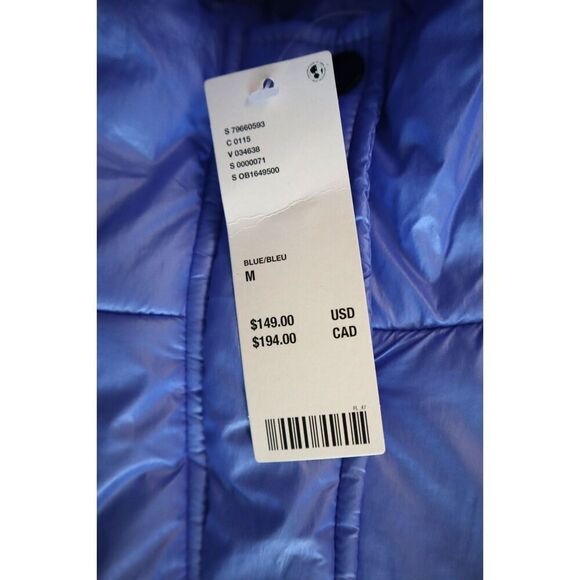 S 79660593
C 0115
V 034638
S 0000071
S OB1649500
BLUE/BLEU
M
$149.00 USD
$194.00 CAD